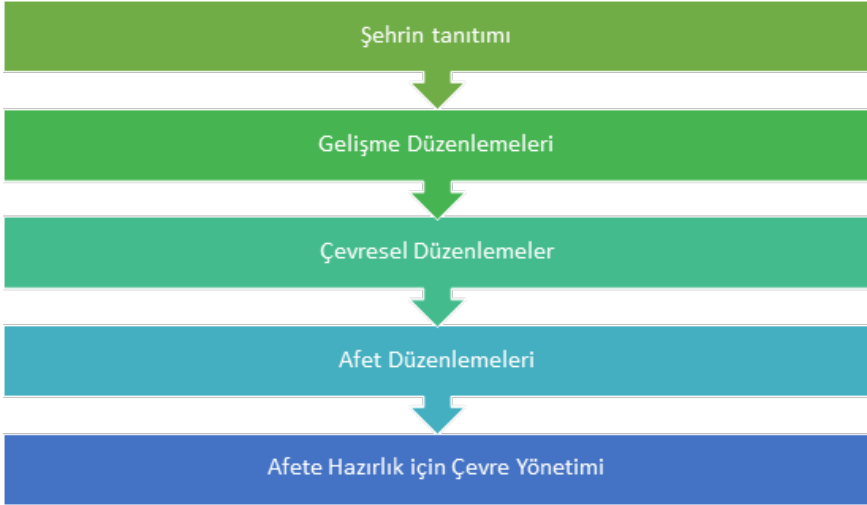 Şehrin tanıtımı
Gelişme Düzenlemeleri
Çevresel Düzenlemeler
Afet Düzenlemeleri
Afete Hazırlık için Çevre Yönetimi